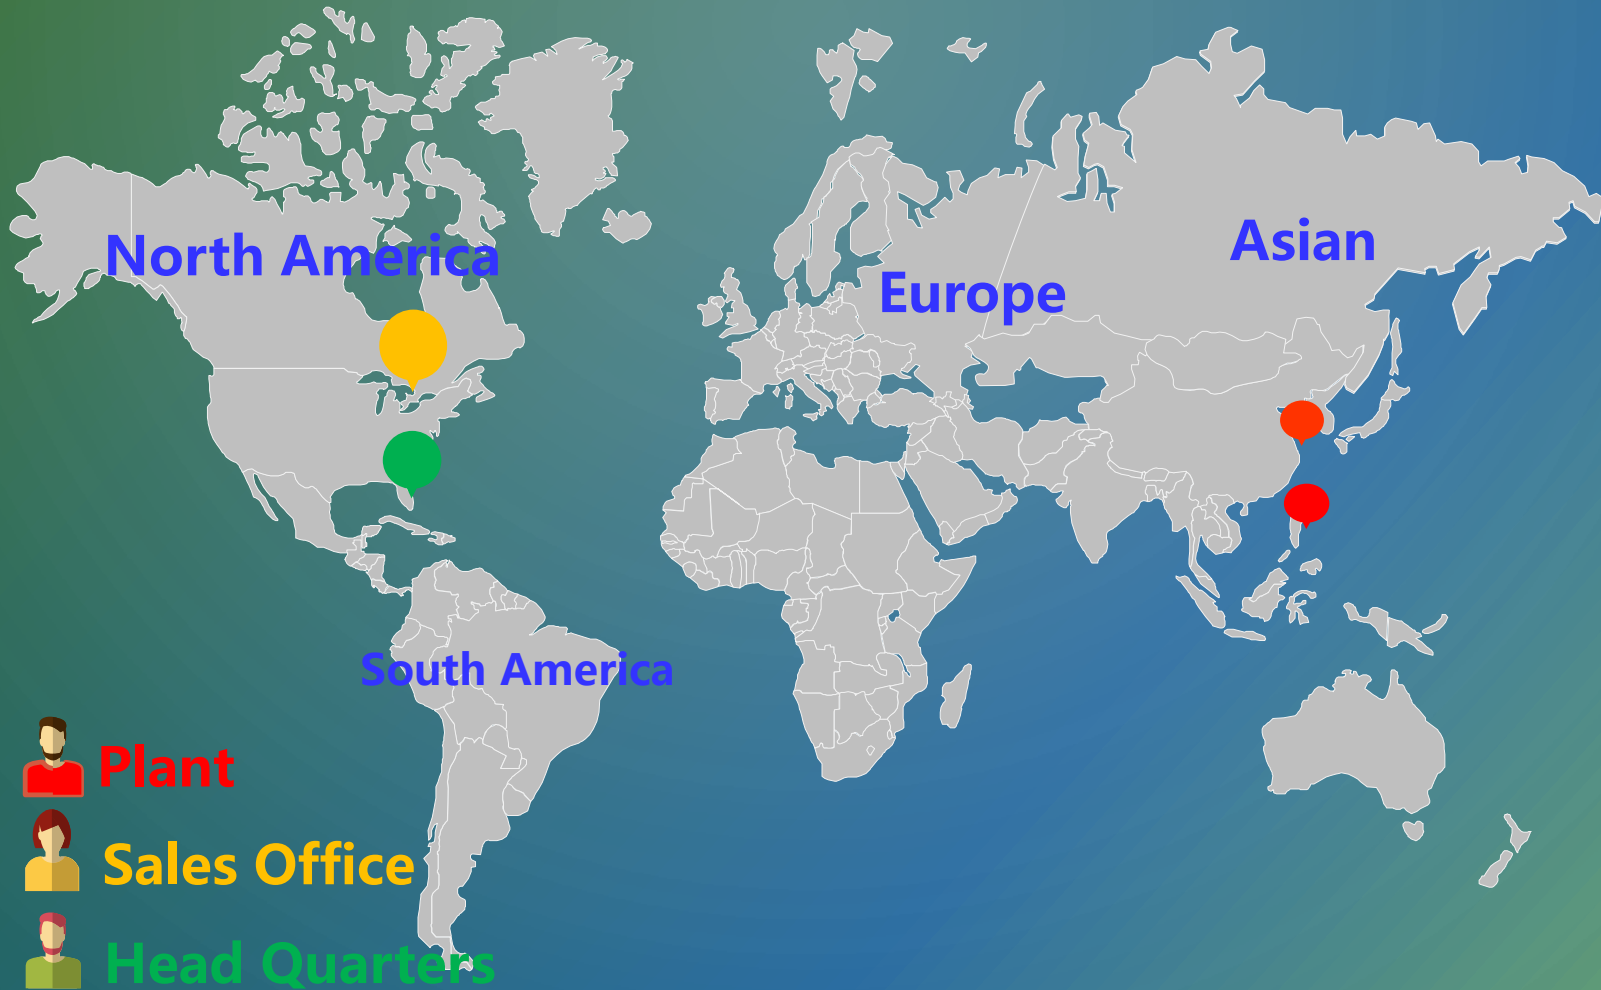 North America
Asian
Europe
South America
Plant
Sales Office
Head Quarters